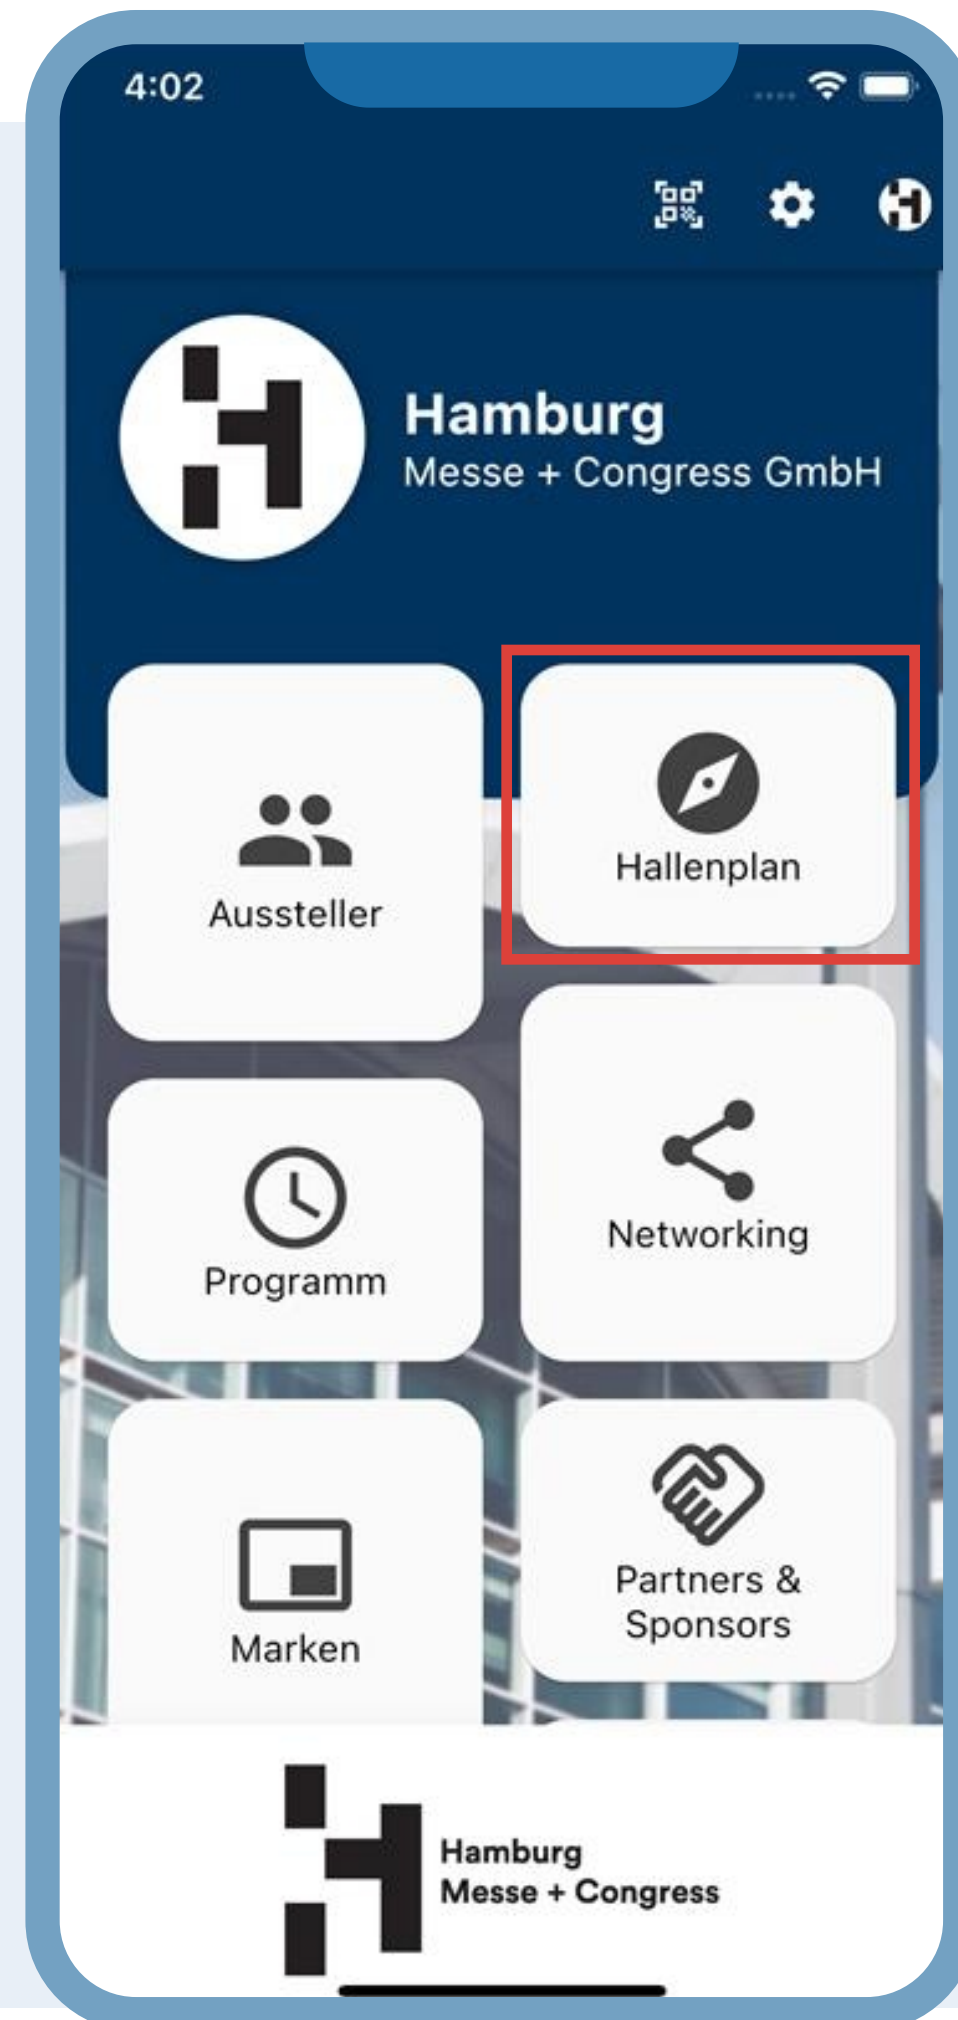 4:02
Hamburg
Messe + Congress GmbH
Aussteller
Hallenplan
Programm
Networking
Marken
Partners &
Sponsors
Hamburg
Messe + Congress